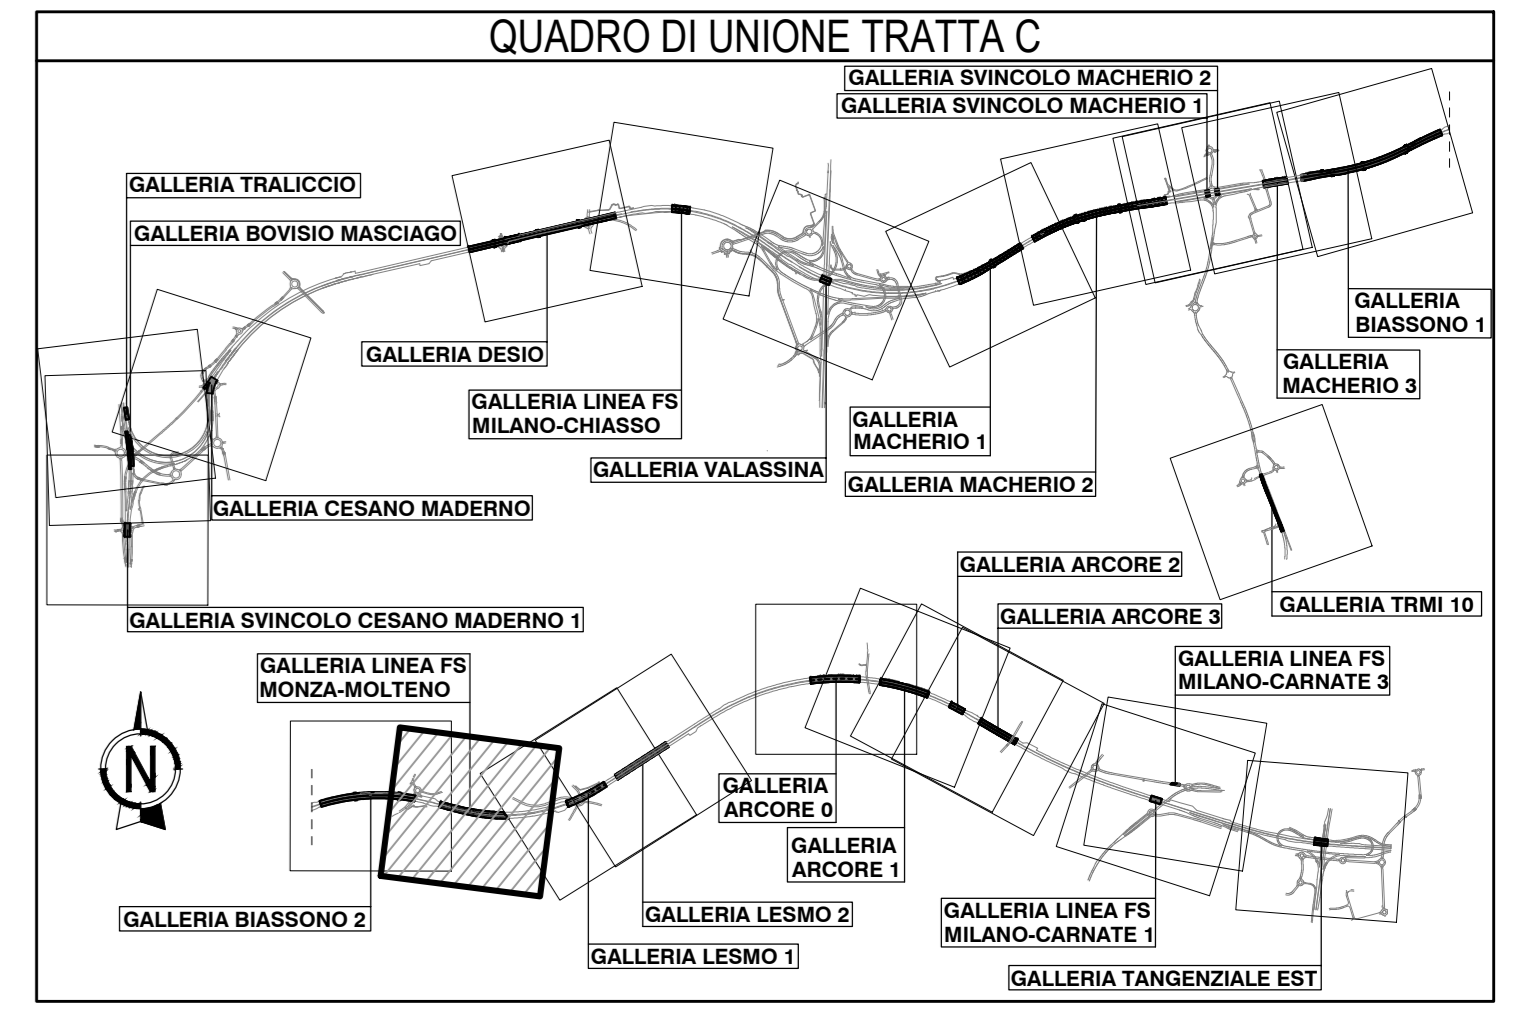 QUADRO DI UNIONE TRATTA C
GALLERIA SVINCOLO MACHERIO 2
GALLERIA SVINCOLO MACHERIO 1
GALLERIA TRALICCIO
GALLERIA BOVISIO MASCIAGO
GALLERIA
BIASSONO 1
GALLERIA DESIO
GALLERIA
MACHERIO 3
GALLERIA LINEA FS
MILANO-CHIASSO
GALLERIA
MACHERIO 1
GALLERIA VALASSINA
GALLERIA MACHERIO 2
GALLERIA CESANO MADERNO
GALLERIA ARCORE 2
GALLERIA TRMI 10
GALLERIA SVINCOLO CESANO MADERNO 1
GALLERIA ARCORE 3
GALLERIA LINEA FS
MONZA-MOLTENO
GALLERIA LINEA FS
MILANO-CARNATE 3
N
GALLERIA
ARCORE 0
GALLERIA
ARCORE 1
GALLERIA BIASSONO 2
GALLERIA LESMO 2
GALLERIA LINEA FS
MILANO-CARNATE 1
GALLERIA LESMO 1
GALLERIA TANGENZIALE EST